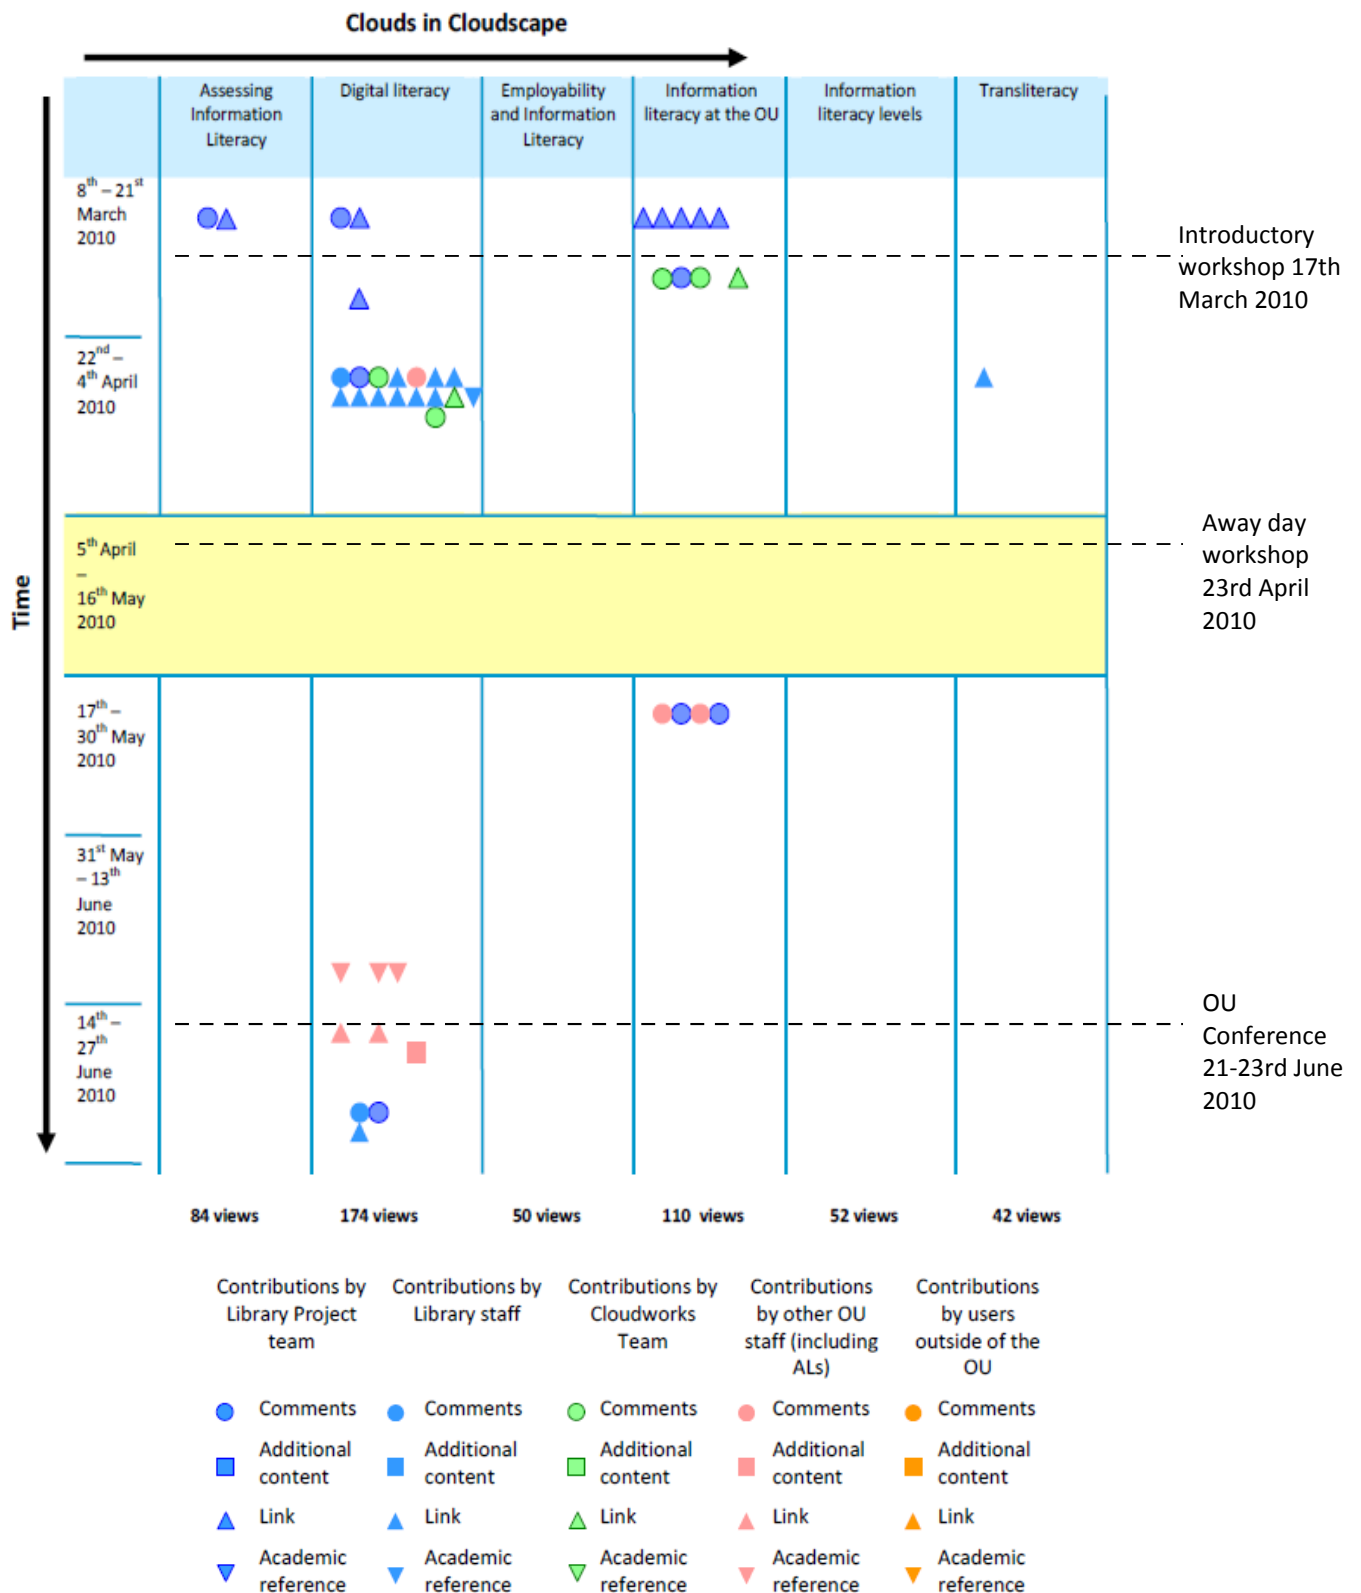 Clouds in Cloudscape
Assessing
Information
Literacy
Digital literacy
Employability
and Information
Literacy
Information
literacy at the OU
Information
literacy levels
Transliteracy
Time
8th – 21st
March
2010
Introductory
workshop 17th
March 2010
22nd –
4th April
2010
5th April
–
16th May
2010
Away day
workshop
23rd April
2010
17th –
30th May
2010
31st May
– 13th
June
2010
14th –
27th
June
2010
OU
Conference
21-23rd June
2010
84 views
174 views
50 views
110 views
52 views
42 views
Contributions by
Library Project
team
Contributions by
Library staff
Contributions by
Cloudworks
Team
Contributions
by other OU
staff (including
ALs)
Contributions
by users
outside of the
OU
Comments
Comments
Comments
Comments
Comments
Additional
content
Additional
content
Additional
content
Additional
content
Additional
content
Link
Link
Link
Link
Link
Academic
reference
Academic
reference
Academic
reference
Academic
reference
Academic
reference